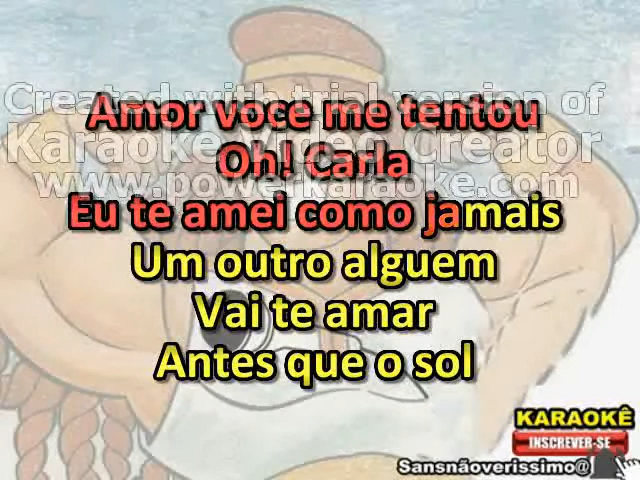 Created with trial version of
Amor voce me tentou
Karaoke Video Creator
Oh! Carla
www.powerkaraoke.com
Eu te amei como jamais
Um outro alguem
Vai te amar
Antes que o sol
KARAOKÊ
INSCREVER-SE
Sansnãoverissimo@